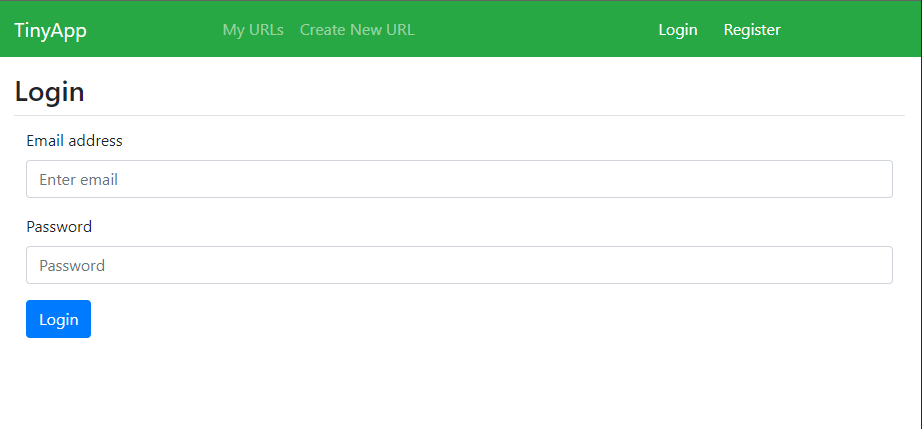 TinyApp My URLs Create New URL Login Register
Login
Email address
Enter email
Password
Password
Login